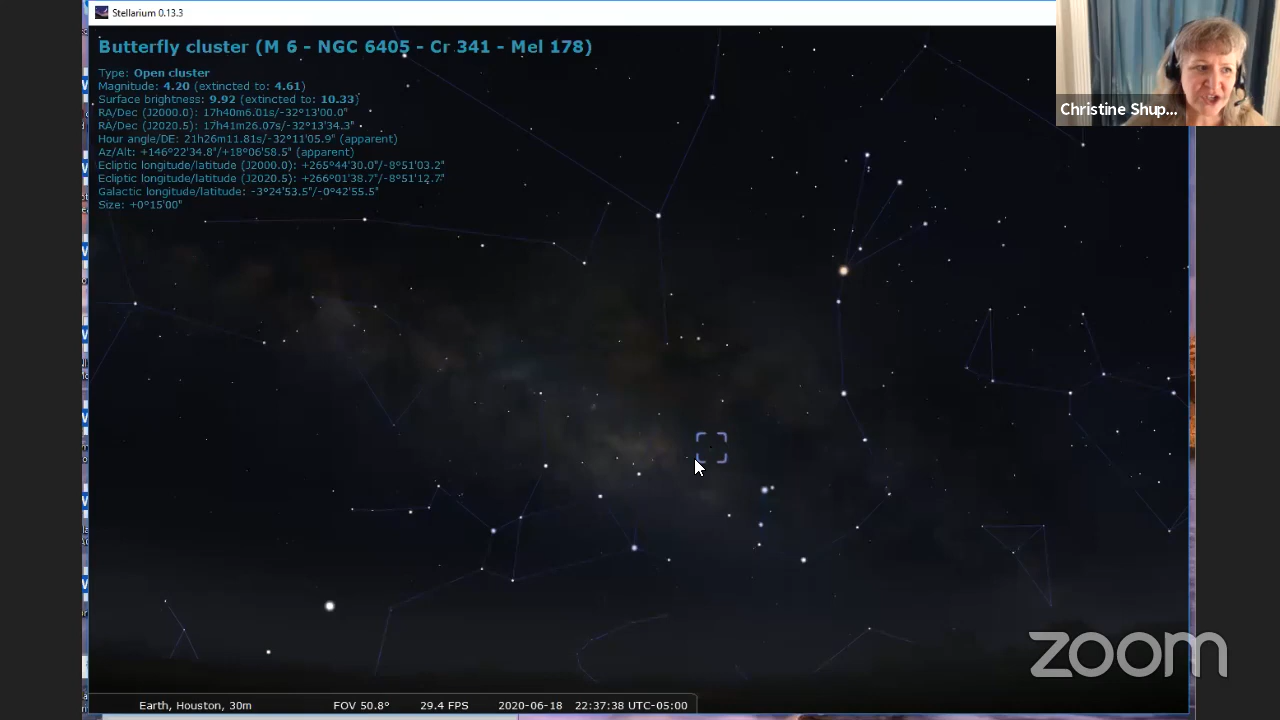 Stellarium 0.13.3
Butterfly cluster (M 6 - NGC 6405 - Cr 341 - Mel 178)
Type: Open cluster
Magnitude: 4.20 (extincted to: 4.61)
Surface brightness: 9.92 (extincted to: 10.33)
RA/Dec (J2000.0): 17h40m6.01s/-32°13'00.0"
RA/Dec (J2020.5): 17h41m26.07s/-32°13'34.3"
Hour angle/DE: 21h26m11.81s/-32°11'05.9" (apparent)
Az/Alt: +146°22'34.8"/+18°06'58.5" (apparent)
Ecliptic longitude/latitude (J2000.0): +265°44'30.0"/-8°51'03.2"
Ecliptic longitude/latitude (J2020.5): +266°01'38.7"/-8°51'12.7"
Galactic longitude/latitude: -3°24'53.5"/-0°42'55.5"
Size: +0°15'00"
Christine Shup...
zoom
Earth, Houston, 30m FOV 50.8° 29.4 FPS 2020-06-18 22:37:38 UTC-05:00